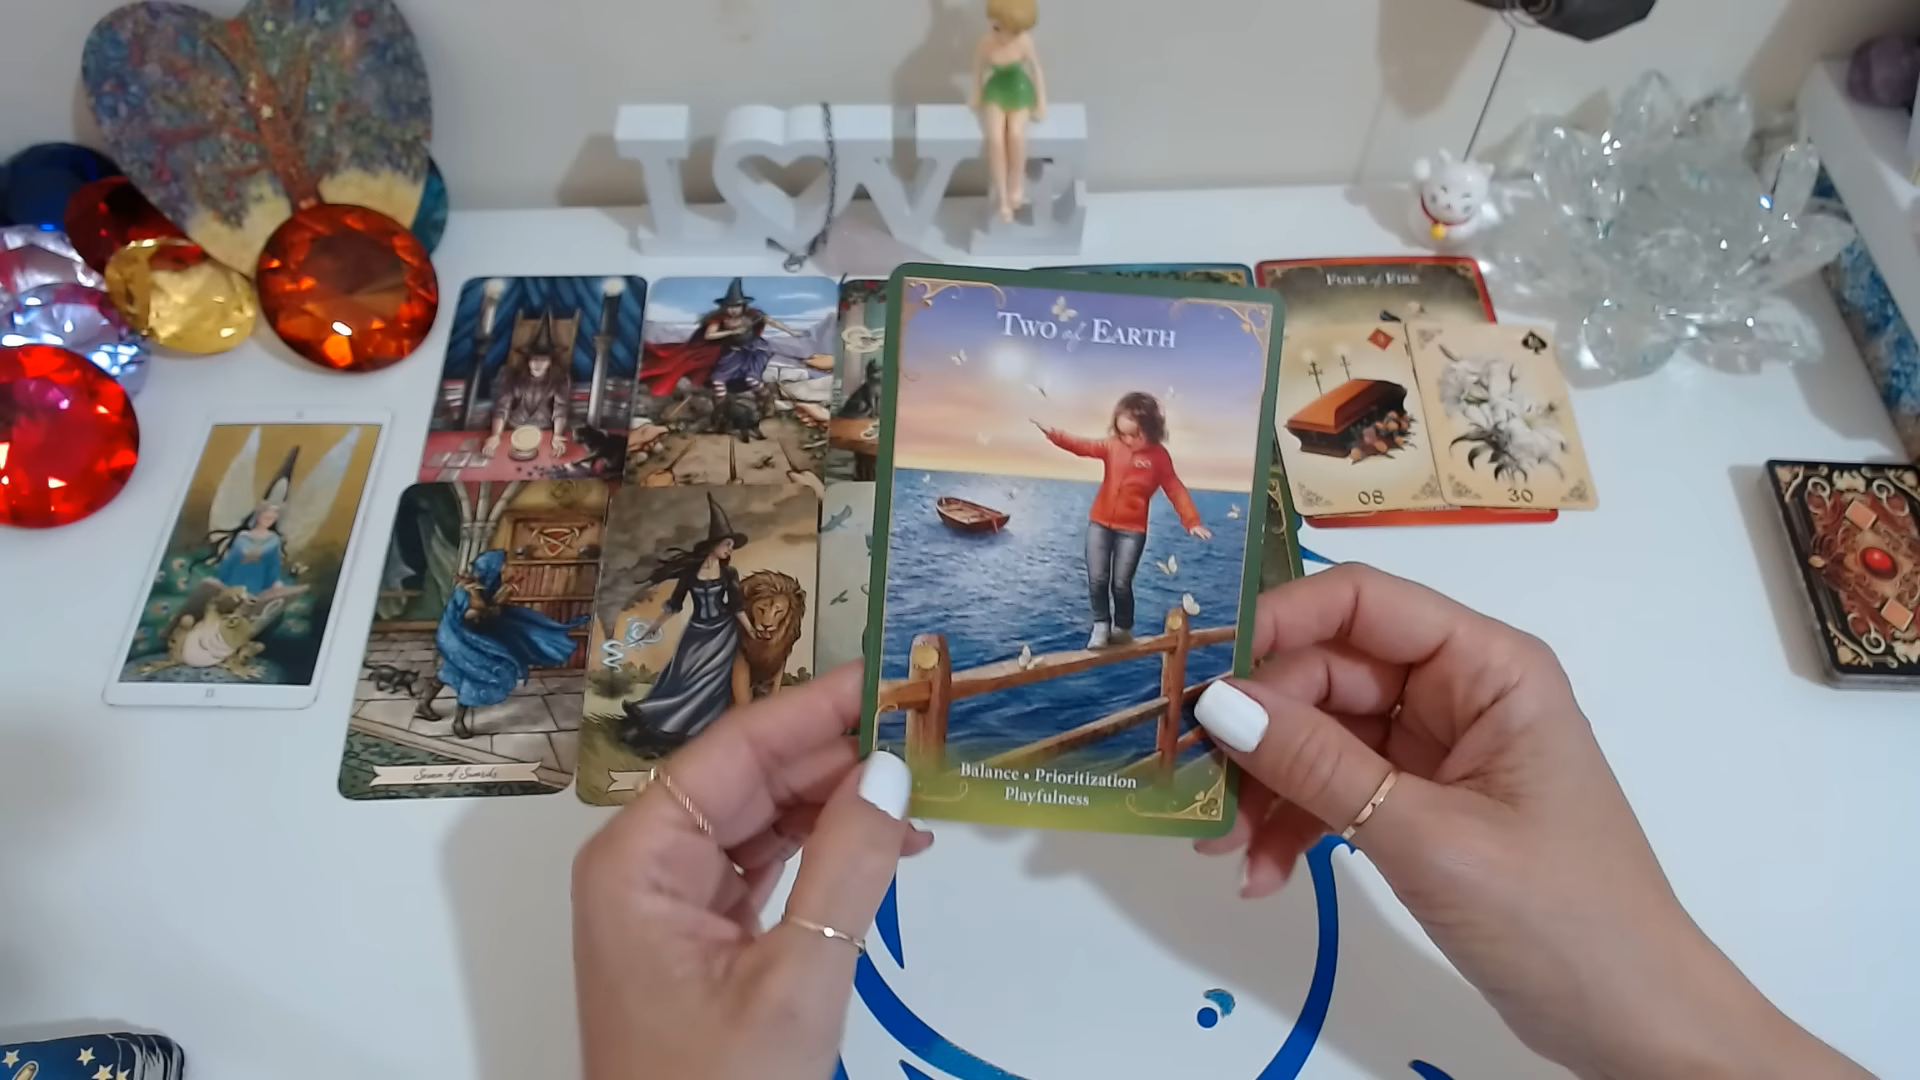 LOVE
TWO of EARTH
FOUR of FIRE
08
30
Seven of Swords
Balance • Prioritization
Playfulness